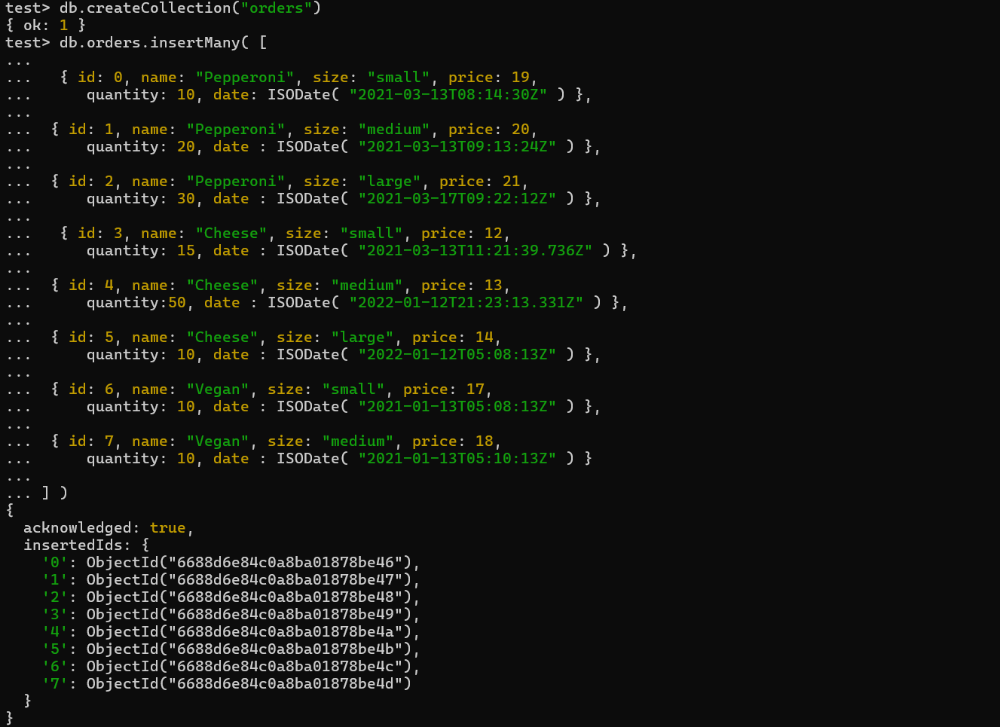 test> db.createCollection("orders")
{ ok: 1 }
test> db.orders.insertMany( [
...
...   { id: 0, name: "Pepperoni", size: "small", price: 19,
...      quantity: 10, date: ISODate( "2021-03-13T08:14:30Z" ) },
...
...  { id: 1, name: "Pepperoni", size: "medium", price: 20,
...      quantity: 20, date : ISODate( "2021-03-13T09:13:24Z" ) },
...
...  { id: 2, name: "Pepperoni", size: "large", price: 21,
...      quantity: 30, date : ISODate( "2021-03-17T09:22:12Z" ) },
...
...   { id: 3, name: "Cheese", size: "small", price: 12,
...      quantity: 15, date : ISODate( "2021-03-13T11:21:39.736Z" ) },
...
...  { id: 4, name: "Cheese", size: "medium", price: 13,
...      quantity:50, date : ISODate( "2022-01-12T21:23:13.331Z" ) },
...
...  { id: 5, name: "Cheese", size: "large", price: 14,
...      quantity: 10, date : ISODate( "2022-01-12T05:08:13Z" ) },
...
...  { id: 6, name: "Vegan", size: "small", price: 17,
...      quantity: 10, date : ISODate( "2021-01-13T05:08:13Z" ) },
...
...  { id: 7, name: "Vegan", size: "medium", price: 18,
...      quantity: 10, date : ISODate( "2021-01-13T05:10:13Z" ) }
...
... ] )
{
  acknowledged: true,
  insertedIds: {
    '0': ObjectId("6688d6e84c0a8ba01878be46"),
    '1': ObjectId("6688d6e84c0a8ba01878be47"),
    '2': ObjectId("6688d6e84c0a8ba01878be48"),
    '3': ObjectId("6688d6e84c0a8ba01878be49"),
    '4': ObjectId("6688d6e84c0a8ba01878be4a"),
    '5': ObjectId("6688d6e84c0a8ba01878be4b"),
    '6': ObjectId("6688d6e84c0a8ba01878be4c"),
    '7': ObjectId("6688d6e84c0a8ba01878be4d")
  }
}